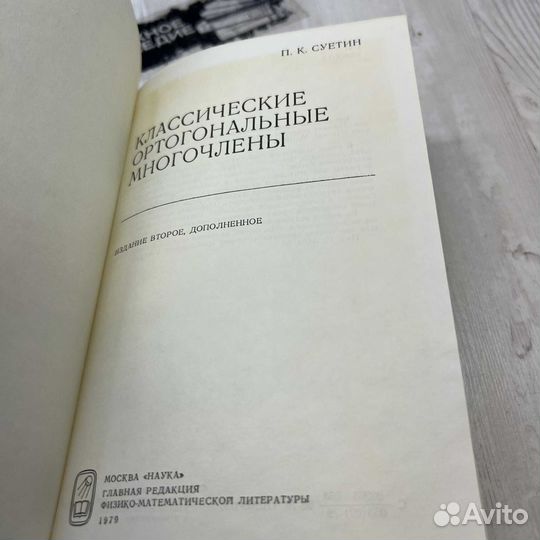 П. К. СУЕТИН
КЛАССИЧЕСКИЕ
ОРТОГОНАЛЬНЫЕ
МНОГОЧЛЕНЫ
ИЗДАНИЕ ВТОРОЕ, ДОПОЛНЕННОЕ
МОСКВА «НАУКА»
ГЛАВНАЯ РЕДАКЦИЯ
ФИЗИКО-МАТЕМАТИЧЕСКОЙ ЛИТЕРАТУРЫ
1979
Avito